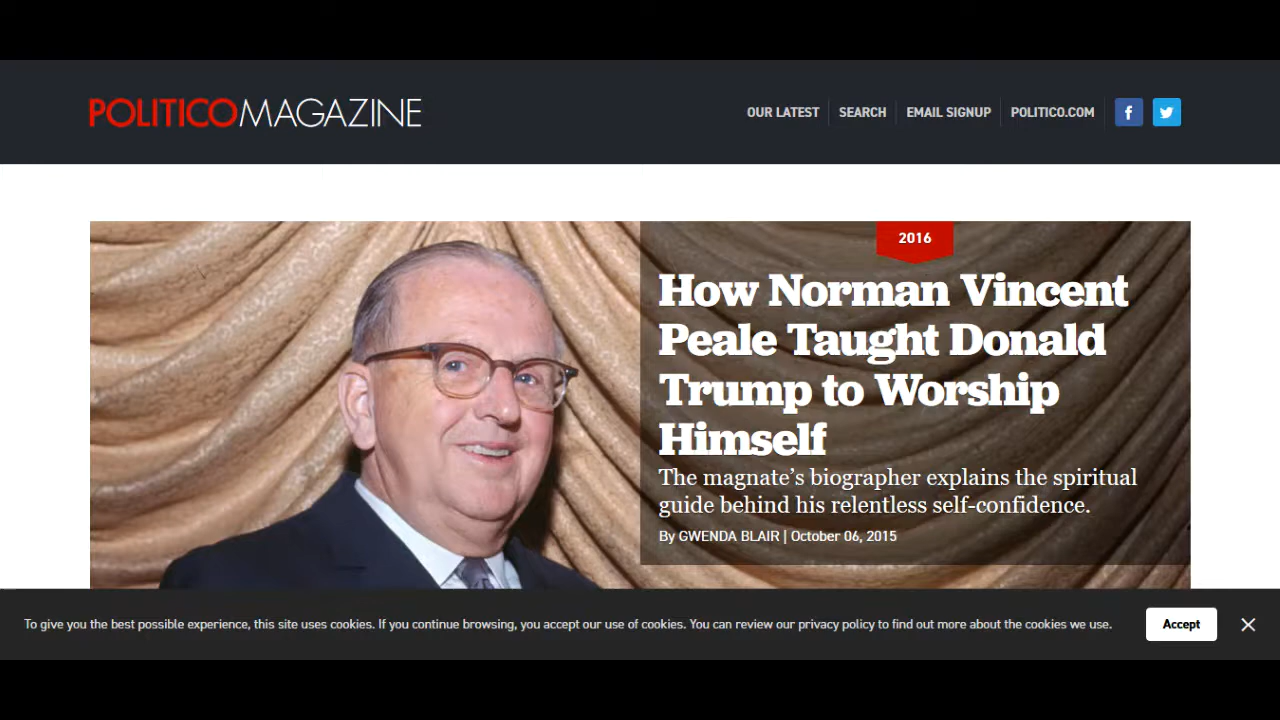 POLITICOMAGAZINE
OUR LATEST
SEARCH
EMAIL SIGNUP
POLITICO.COM
2016
How Norman Vincent
Peale Taught Donald
Trump to Worship
Himself
The magnate's biographer explains the spiritual
guide behind his relentless self-confidence.
By GWENDA BLAIR | October 06, 2015
To give you the best possible experience, this site uses cookies. If you continue browsing, you accept our use of cookies. You can review our privacy policy to find out more about the cookies we use.
Accept